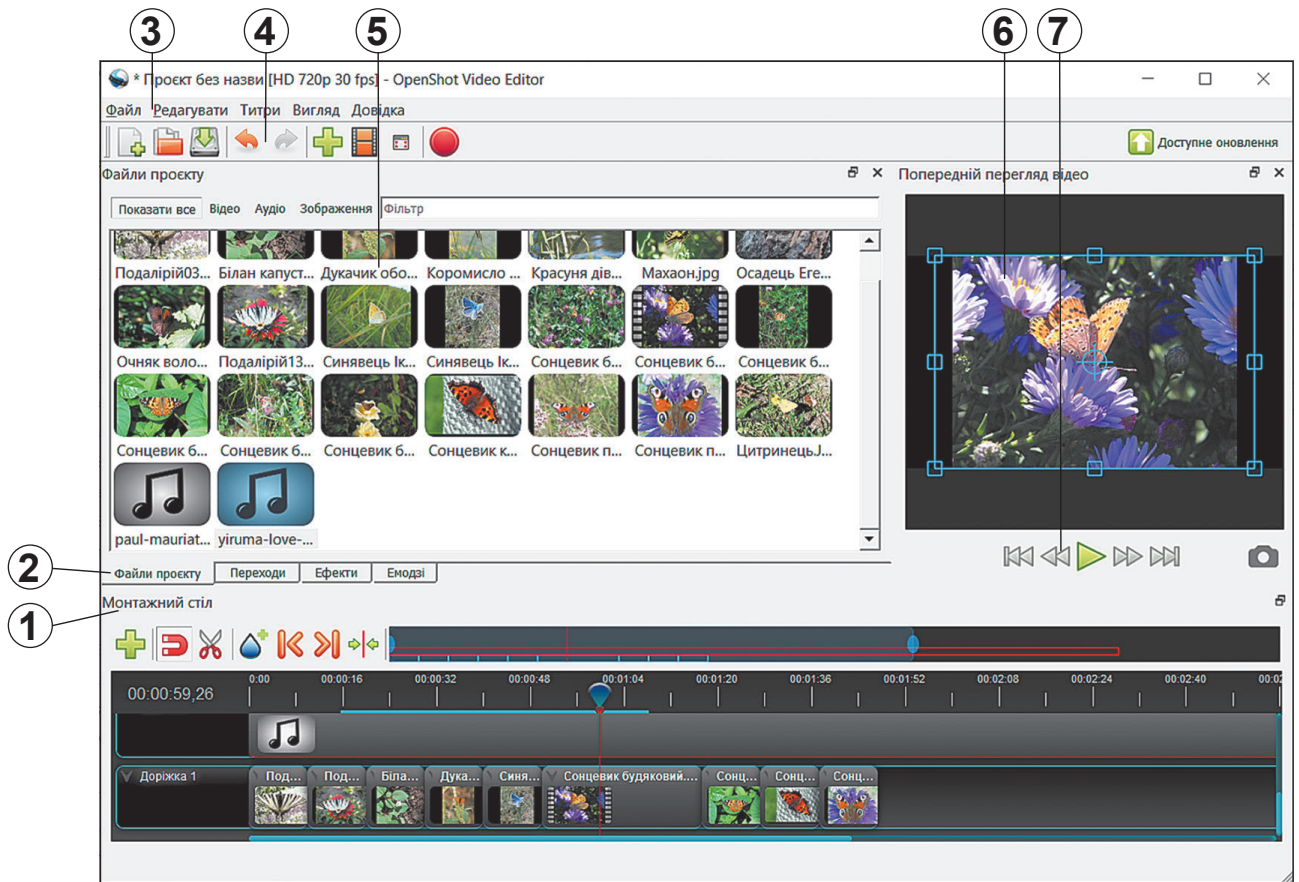 3 4 5 6 7
* Проєкт без назви [HD 720p 30 fps] - OpenShot Video Editor
Файл Редагувати Титри Вигляд Довідка
Доступне оновлення
Файли проєкту
Попередній перегляд відео
Показати все Відео Аудіо Зображення Фільтр
Подалірій03... Білан капуст... Дукачик обо... Коромисло ... Красуня дів... Махаон.jpg Осадець Еге...
Очняк воло... Подалірій13... Синявець Ік... Синявець Ік... Сонцевик б... Сонцевик б... Сонцевик б...
Сонцевик б... Сонцевик б... Сонцевик б... Сонцевик к... Сонцевик п... Сонцевик п... Цитринець.J...
paul-mauriat... yiruma-love-...
2
Файли проєкту Переходи Ефекти Емодзі
1
Монтажний стіл
00:00:59,26
0:00 00:00:16 00:00:32 00:00:48 00:01:04 00:01:20 00:01:36 00:01:52 00:02:08 00:02:24 00:02:40 00:02
Доріжка 1
Под... Под... Біла... Дука... Синя... Сонцевик будяковий.... Сонц... Сонц... Сонц...